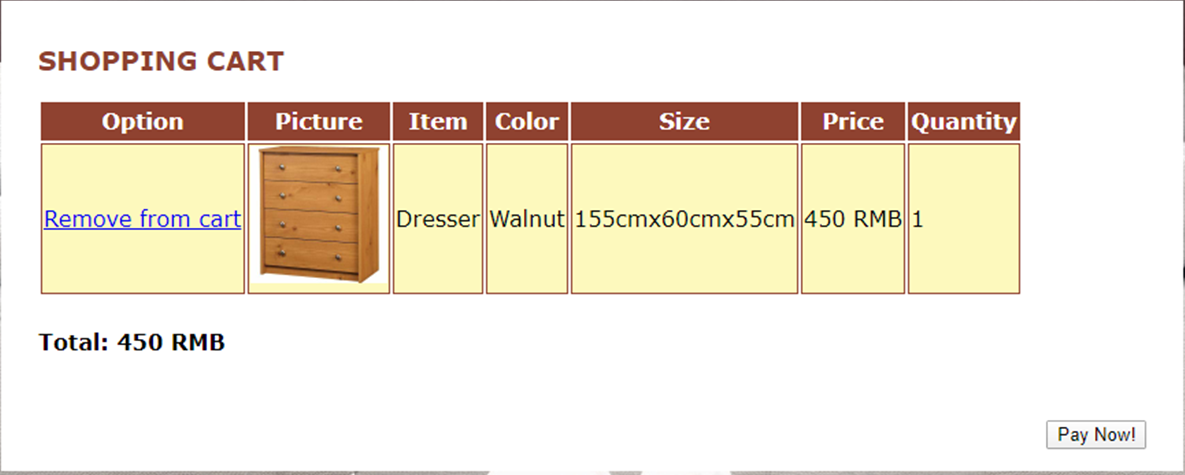 SHOPPING CART
Option Picture Item Color Size Price Quantity
Remove from cart Dresser Walnut 155cmx60cmx55cm 450 RMB 1
Total: 450 RMB
Pay Now!